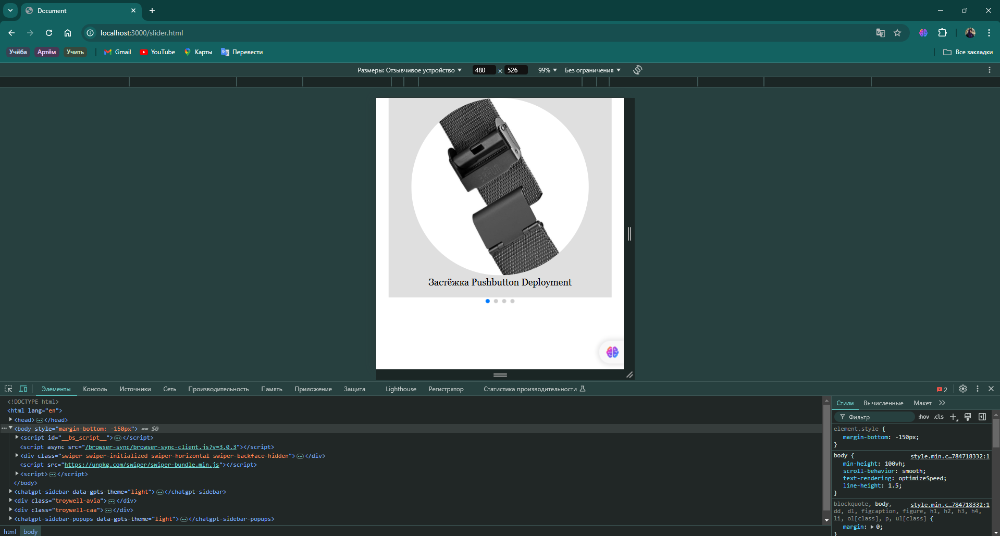 Document
localhost:3000/slider.html
Учёба Артём Учить Gmail YouTube Карты Перевести Все закладки
Размеры: Отзывчивое устройство 480 × 526 99% Без ограничения
BRAUN
Застёжка Pushbutton Deployment
Элементы Консоль Источники Сеть Производительность Память Приложение Защита Lighthouse Регистратор Статистика производительности 2
<!DOCTYPE html>
<html lang="en">
<head> … </head>
… <body style="margin-bottom: -150px"> == $0
<script id="__bs_script__"> … </script>
<script async src="/browser-sync/browser-sync-client.js?v=3.0.3"></script>
<div class="swiper swiper-initialized swiper-horizontal swiper-backface-hidden"> … </div>
<script src="https://unpkg.com/swiper/swiper-bundle.min.js"></script>
<script> … </script>
</body>
<chatgpt-sidebar data-gpts-theme="light"> … </chatgpt-sidebar>
<div class="troywell-avia"> … </div>
<div class="troywell-caa"> … </div>
<chatgpt-sidebar-popups data-gpts-theme="light"> … </chatgpt-sidebar-popups>
html body
Стили Вычисленные Макет
Фильтр :hov .cls
element.style {
margin-bottom: -150px;
}
body { style.min.c…784718332:1
min-height: 100vh;
scroll-behavior: smooth;
text-rendering: optimizeSpeed;
line-height: 1.5;
}
blockquote, body, style.min.c…784718332:1
dd, dl, figcaption, figure, h1, h2, h3, h4,
li, ol[class], p, ul[class] {
margin: 0;
}